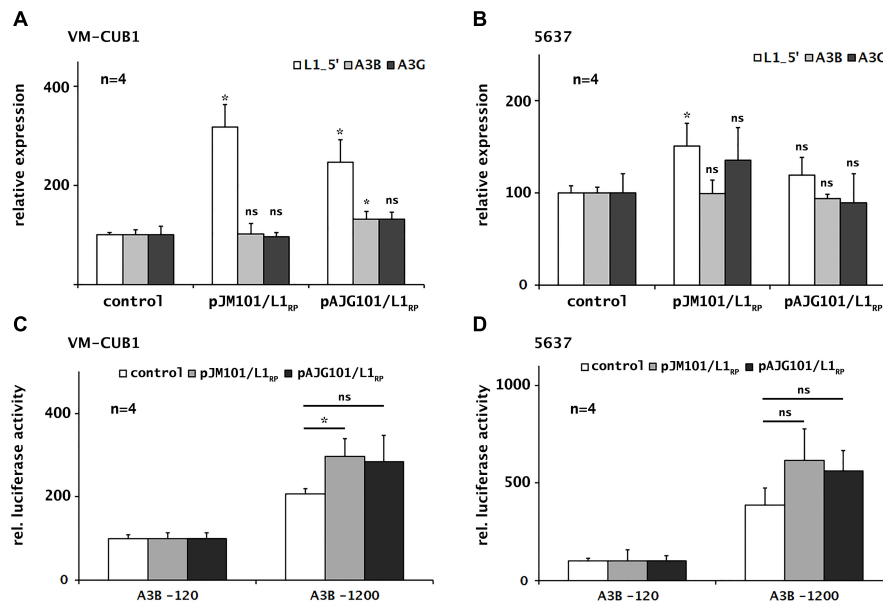 A
VM-CUB1
n=4
L1_5' A3B A3G
relative expression
400
200
0
* ns ns
* * ns
control pJM101/L1RP pAJG101/L1RP
B
5637
n=4
L1_5' A3B A3G
relative expression
200
100
0
* ns ns
ns ns ns
control pJM101/L1RP pAJG101/L1RP
C
VM-CUB1
control pJM101/L1RP pAJG101/L1RP
n=4
rel. luciferase activity
400
200
0
ns
*
A3B -120 A3B -1200
D
5637
control pJM101/L1RP pAJG101/L1RP
n=4
rel. luciferase activity
1000
500
0
ns
ns
A3B -120 A3B -1200